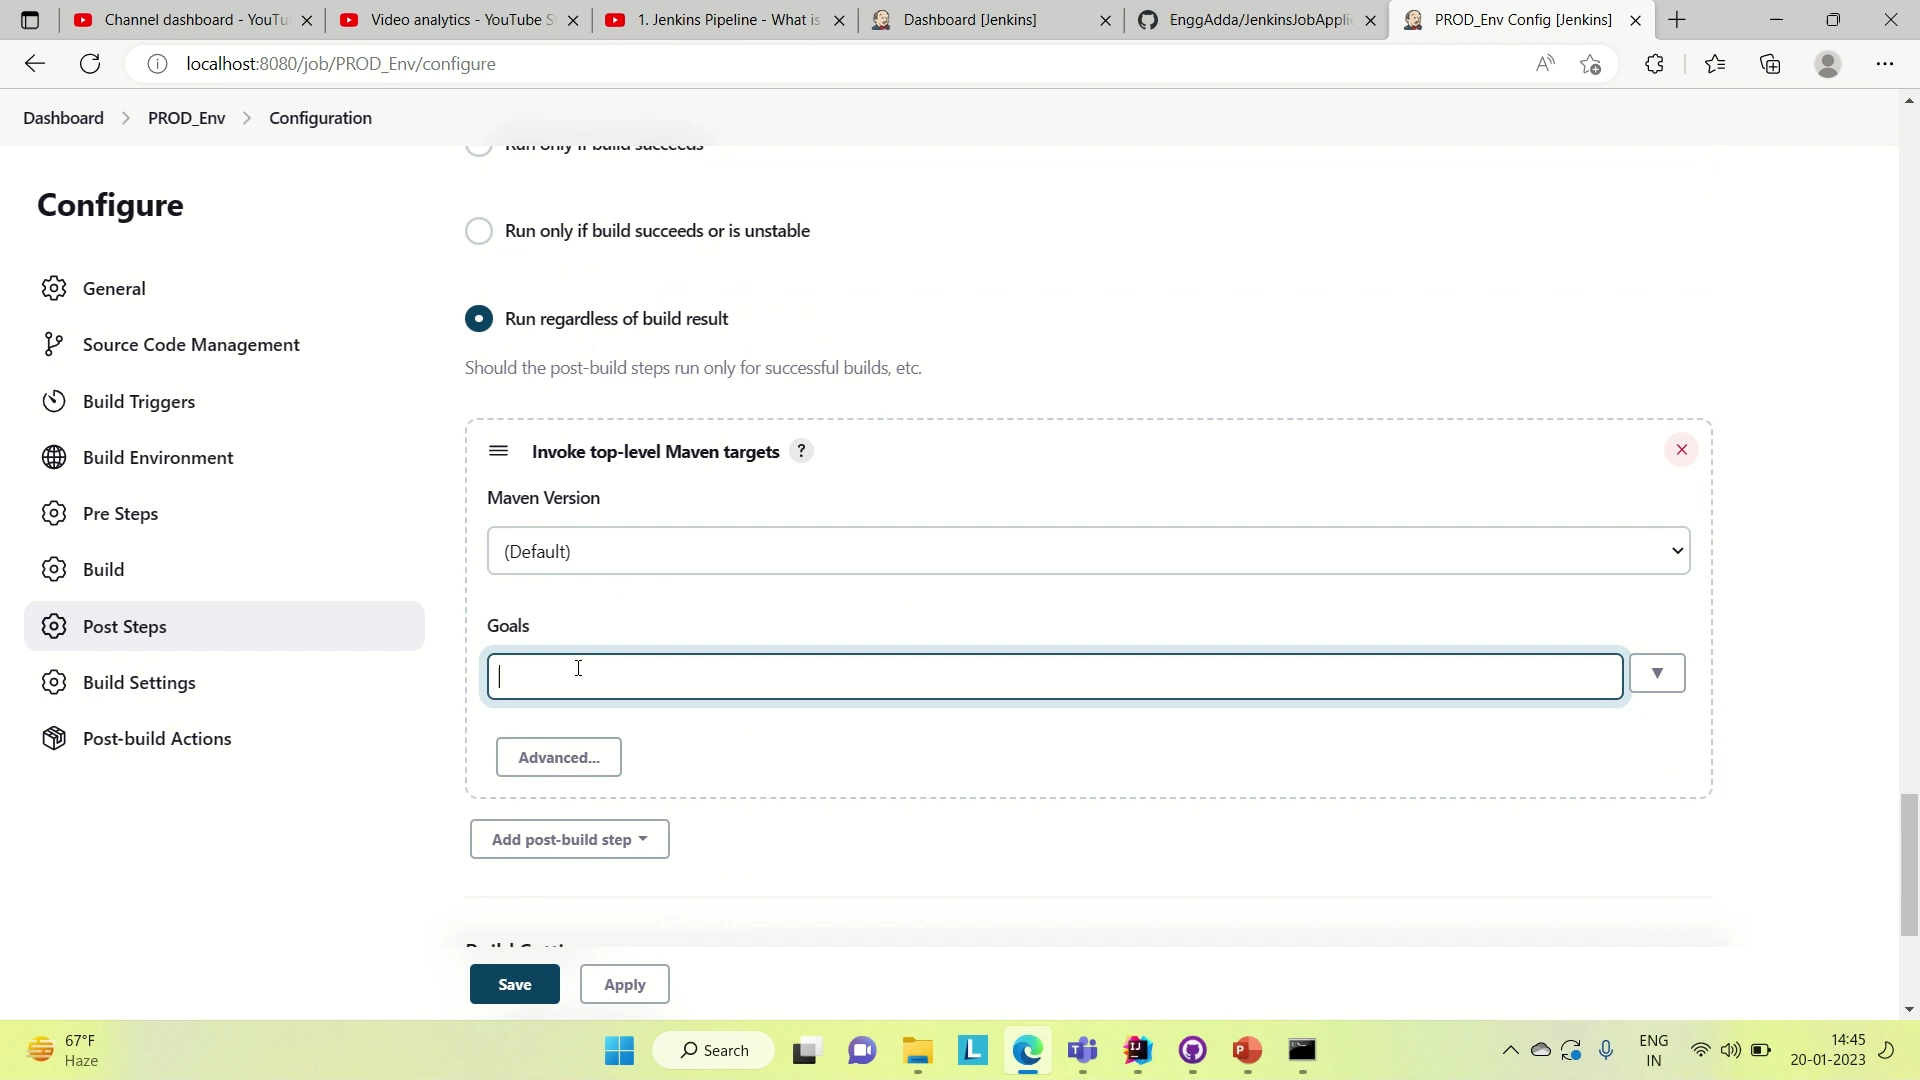 Channel dashboard - YouTu
Video analytics - YouTube S
1. Jenkins Pipeline - What is
Dashboard [Jenkins]
EnggAdda/JenkinsJobApplic
PROD_Env Config [Jenkins]
localhost:8080/job/PROD_Env/configure
Dashboard
PROD_Env
Configuration
Configure
General
Source Code Management
Build Triggers
Build Environment
Pre Steps
Build
Post Steps
Build Settings
Post-build Actions
Run only if build succeeds
Run only if build succeeds or is unstable
Run regardless of build result
Should the post-build steps run only for successful builds, etc.
Invoke top-level Maven targets ?
Maven Version
(Default)
Goals
Advanced...
Add post-build step
Save
Apply
67°F
Haze
Search
ENG
IN
14:45
20-01-2023